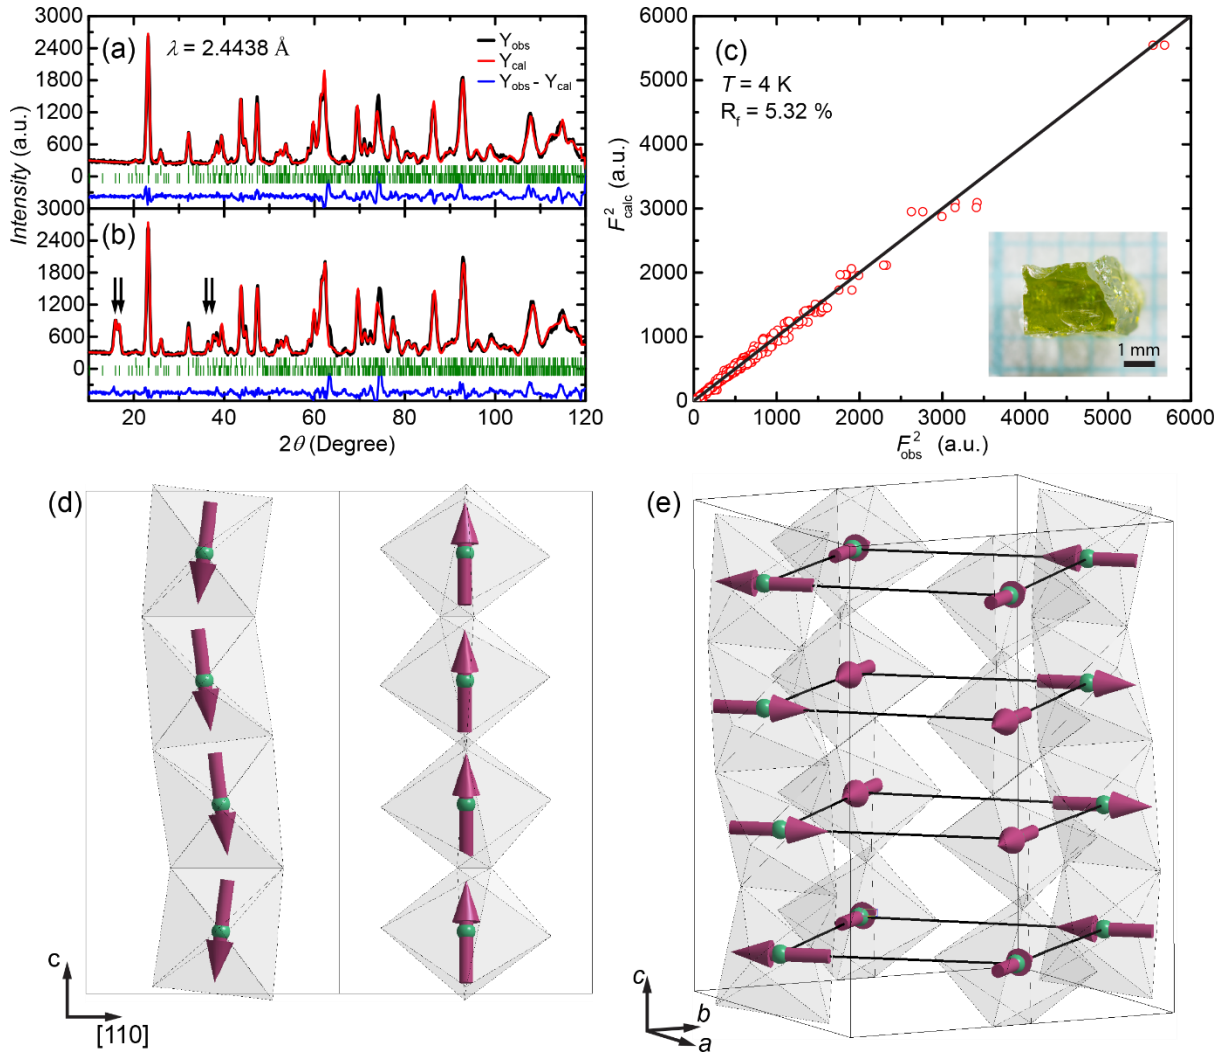 (a)
λ = 2.4438 Å
Y_obs
Y_cal
Y_obs - Y_cal
3000
2400
1800
1200
600
0
(b)
3000
2400
1800
1200
600
0
Intensity (a.u.)
20 40 60 80 100 120
2θ (Degree)
(c)
T = 4 K
R_f = 5.32 %
6000
5000
4000
3000
2000
1000
0
F²_calc (a.u.)
1 mm
0 1000 2000 3000 4000 5000 6000
F²_obs (a.u.)
(d)
c
[110]
(e)
c
b
a